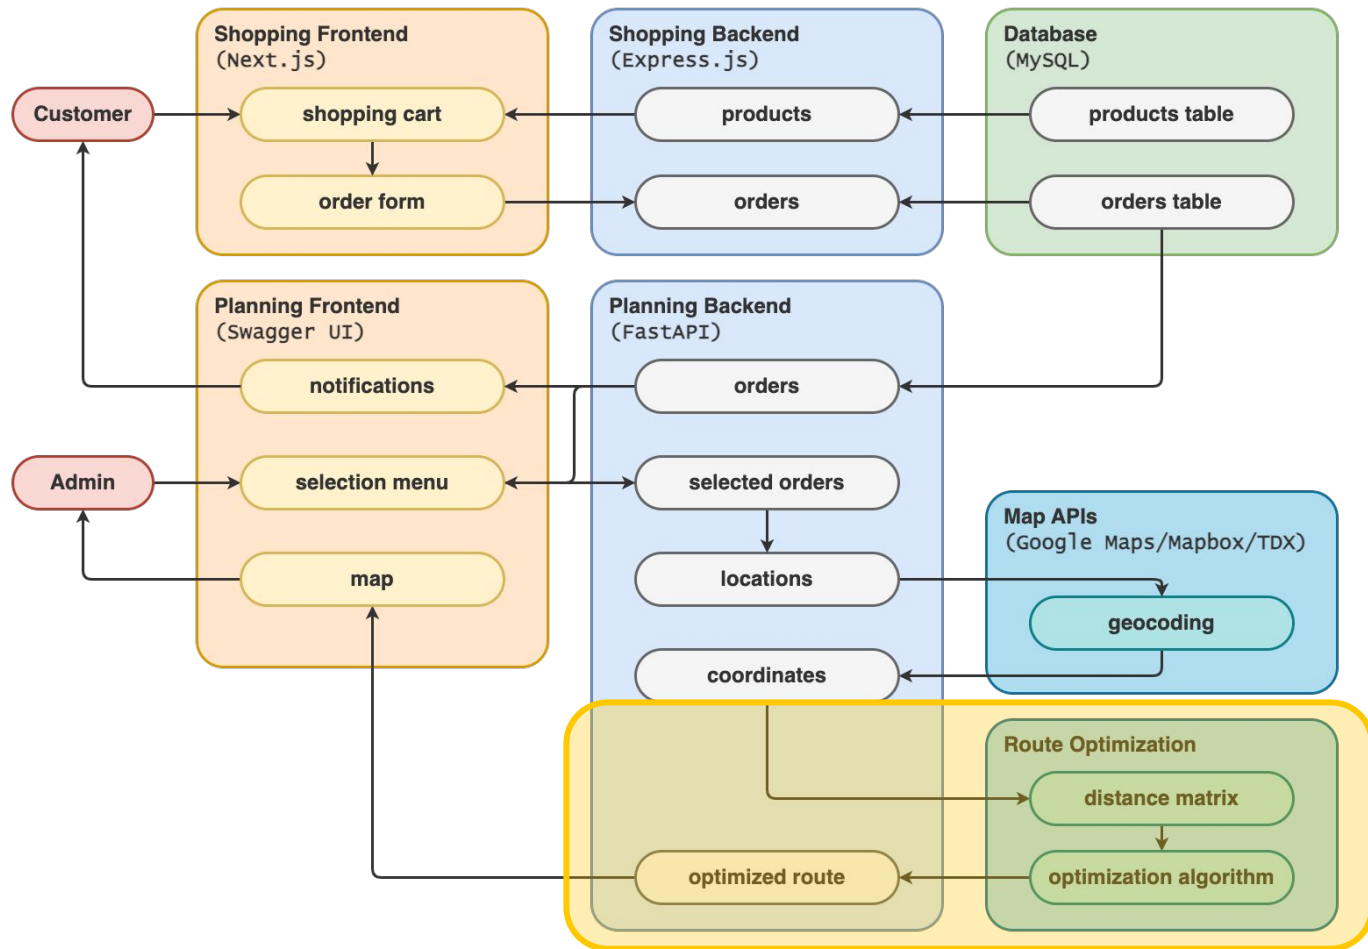 Shopping Frontend
(Next.js)
Shopping Backend
(Express.js)
Database
(MySQL)
Customer
shopping cart
products
products table
order form
orders
orders table
Planning Frontend
(Swagger UI)
Planning Backend
(FastAPI)
notifications
orders
Admin
selection menu
selected orders
Map APIs
(Google Maps/Mapbox/TDX)
map
locations
geocoding
coordinates
Route Optimization
distance matrix
optimized route
optimization algorithm